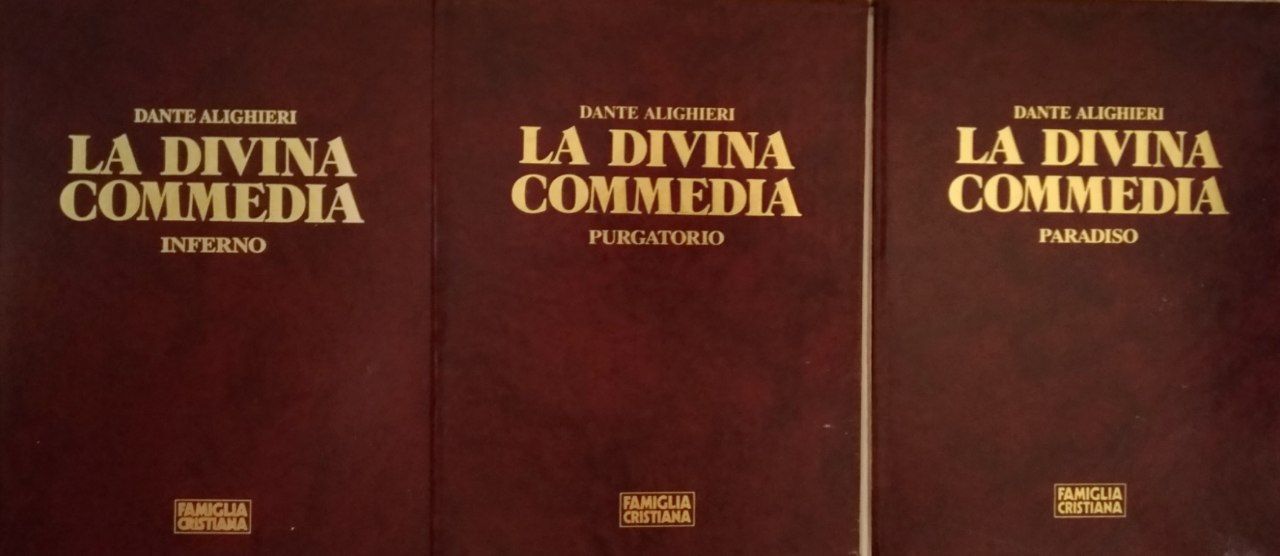 DANTE ALIGHIERI
LA DIVINA
COMMEDIA
INFERNO
FAMIGLIA
CRISTIANA
DANTE ALIGHIERI
LA DIVINA
COMMEDIA
PURGATORIO
FAMIGLIA
CRISTIANA
DANTE ALIGHIERI
LA DIVINA
COMMEDIA
PARADISO
FAMIGLIA
CRISTIANA